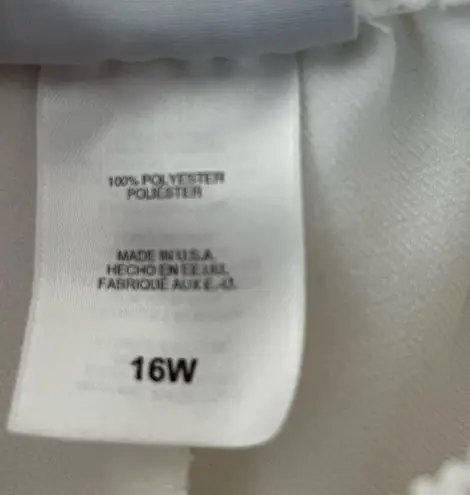 100% POLYESTER
POLIÉSTER
MADE IN U.S.A.
HECHO EN EE.UU.
FABRIQUÉ AUX É.-U.
16W